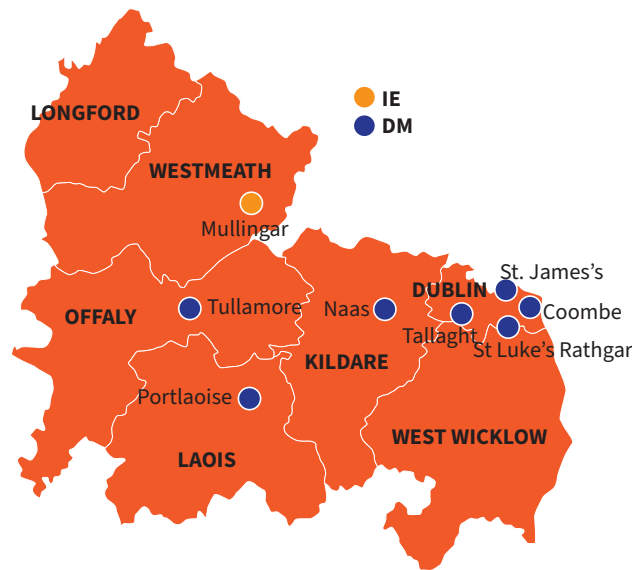 IE
LONGFORD
DM
WESTMEATH
Mullingar
St. James’s
DUBLIN
OFFALY
Tullamore
Naas
Coombe
Tallaght
St Luke’s Rathgar
KILDARE
Portlaoise
WEST WICKLOW
LAOIS